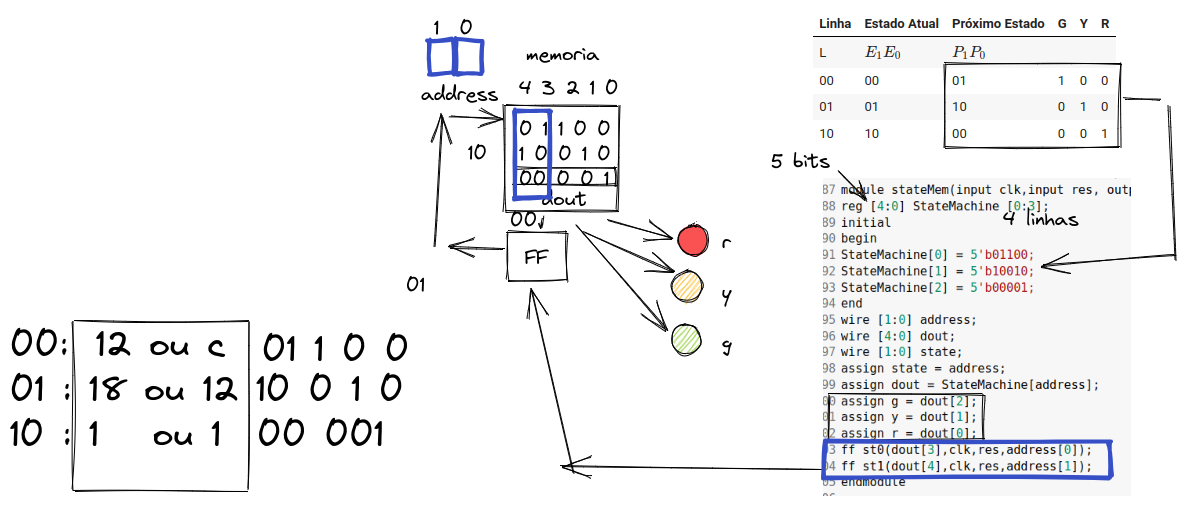 1 0
memoria
address
4 3 2 1 0
0 1 1 0 0
10
1 0 0 1 0
00 0 0 1
dout
00
FF
01
r
y
g
00: 12 ou c 01 1 0 0
01 : 18 ou 12 10 0 1 0
10 : 1 ou 1 00 001
Linha Estado Atual Próximo Estado G Y R
L E1E0 P1P0
00 00 01 1 0 0
01 01 10 0 1 0
10 10 00 0 0 1
5 bits
87 module stateMem(input clk,input res, outp
88 reg [4:0] StateMachine [0:3];
4 linhas
89 initial
90 begin
91 StateMachine[0] = 5'b01100;
92 StateMachine[1] = 5'b10010;
93 StateMachine[2] = 5'b00001;
94 end
95 wire [1:0] address;
96 wire [4:0] dout;
97 wire [1:0] state;
98 assign state = address;
99 assign dout = StateMachine[address];
00 assign g = dout[2];
01 assign y = dout[1];
02 assign r = dout[0];
03 ff st0(dout[3],clk,res,address[0]);
04 ff st1(dout[4],clk,res,address[1]);
05 endmodule